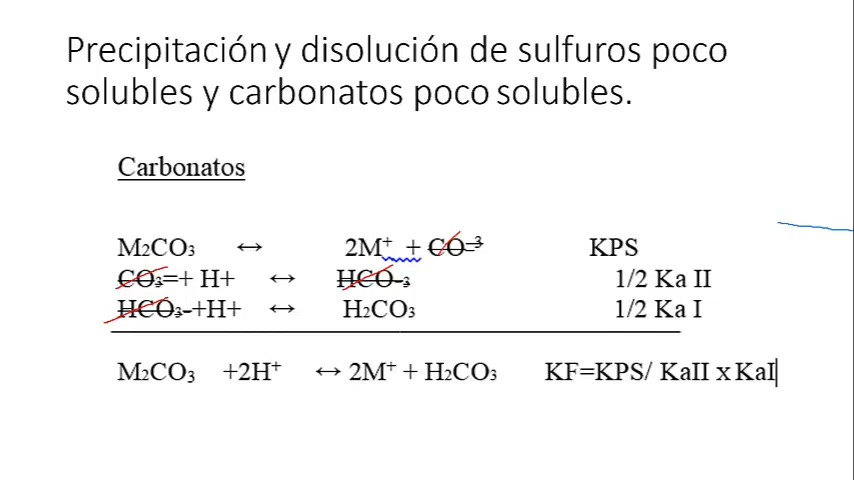 Precipitación y disolución de sulfuros poco
solubles y carbonatos poco solubles.
Carbonatos
M2CO3 ↔ 2M+ + CO=3 KPS
CO3=+ H+ ↔ HCO-3 1/2 Ka II
HCO3-+H+ ↔ H2CO3 1/2 Ka I
M2CO3 +2H+ ↔ 2M+ + H2CO3 KF=KPS/ KaII x KaI